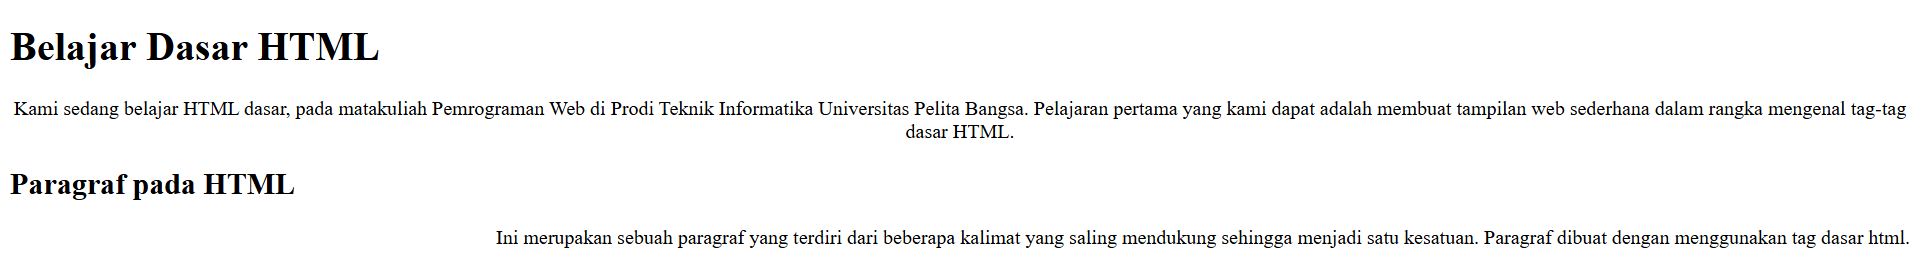 Belajar Dasar HTML
Kami sedang belajar HTML dasar, pada matakuliah Pemrograman Web di Prodi Teknik Informatika Universitas Pelita Bangsa. Pelajaran pertama yang kami dapat adalah membuat tampilan web sederhana dalam rangka mengenal tag-tag
dasar HTML.
Paragraf pada HTML
Ini merupakan sebuah paragraf yang terdiri dari beberapa kalimat yang saling mendukung sehingga menjadi satu kesatuan. Paragraf dibuat dengan menggunakan tag dasar html.